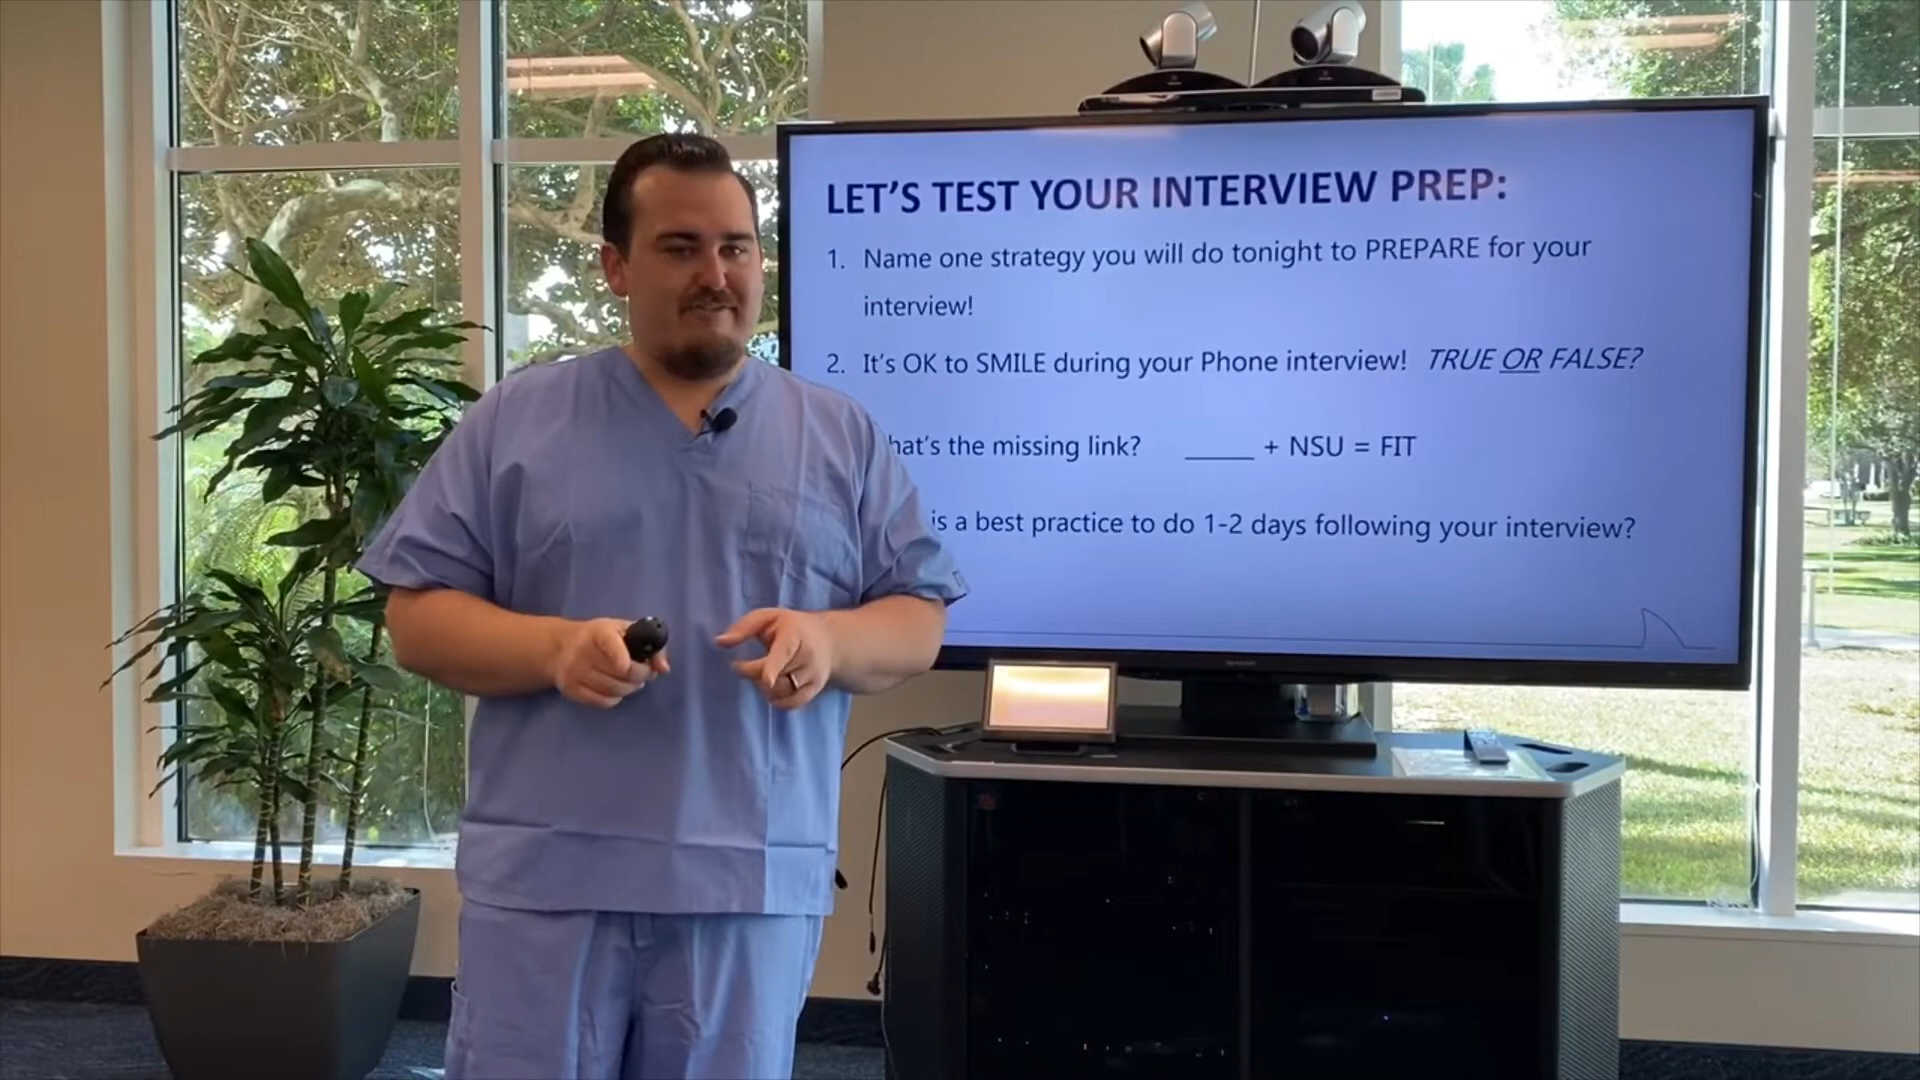 LET'S TEST YOUR INTERVIEW PREP:
1. Name one strategy you will do tonight to PREPARE for your
interview!
2. It's OK to SMILE during your Phone interview! TRUE OR FALSE?
hat's the missing link? _____ + NSU = FIT
is a best practice to do 1-2 days following your interview?